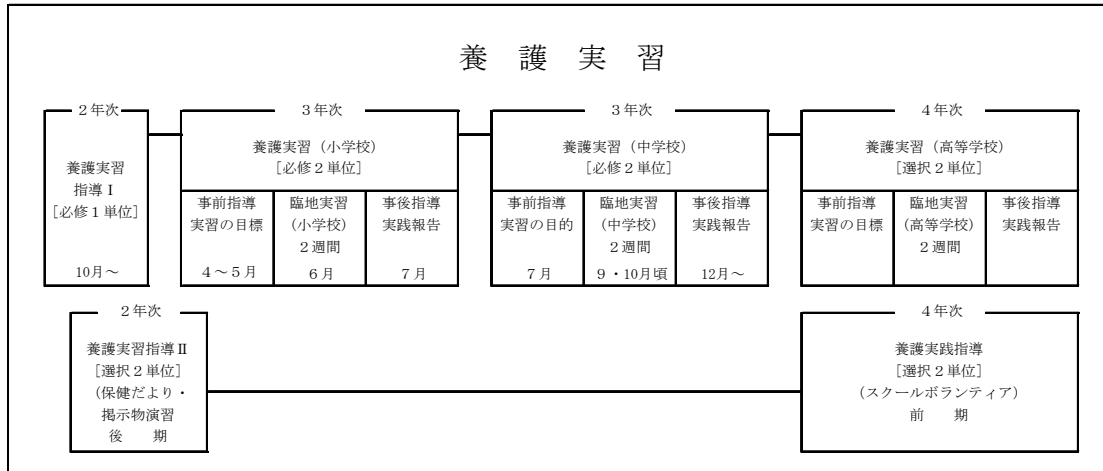 養護実習
2年次
養護実習
指導Ⅰ
[必修1単位]
10月～
3年次
養護実習（小学校）
[必修2単位]
事前指導
実習の目標
4～5月
臨地実習
(小学校)
2週間
6月
事後指導
実践報告
7月
3年次
養護実習（中学校）
[必修2単位]
事前指導
実習の目的
7月
臨地実習
(中学校)
2週間
9・10月頃
事後指導
実践報告
12月～
4年次
養護実習（高等学校）
[選択2単位]
事前指導
実習の目標
臨地実習
(高等学校)
2週間
事後指導
実践報告
2年次
養護実習指導Ⅱ
[選択2単位]
（保健だより・
掲示物演習
後　期
4年次
養護実践指導
[選択2単位]
（スクールボランティア）
前　期